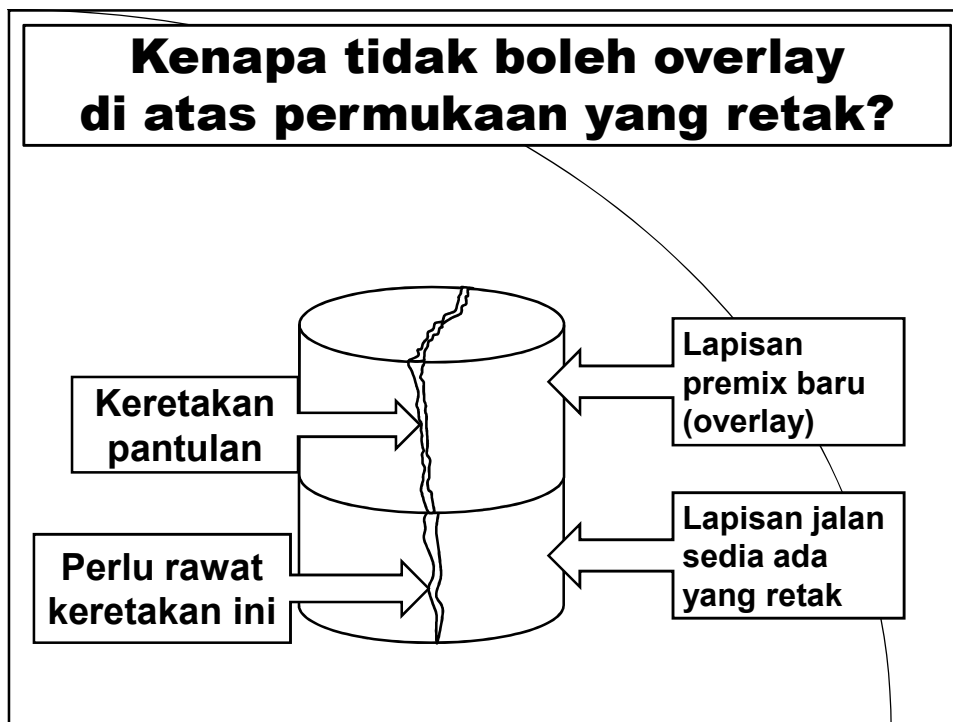 Kenapa tidak boleh overlay
di atas permukaan yang retak?
Keretakan
pantulan
Lapisan
premix baru
(overlay)
Perlu rawat
keretakan ini
Lapisan jalan
sedia ada
yang retak